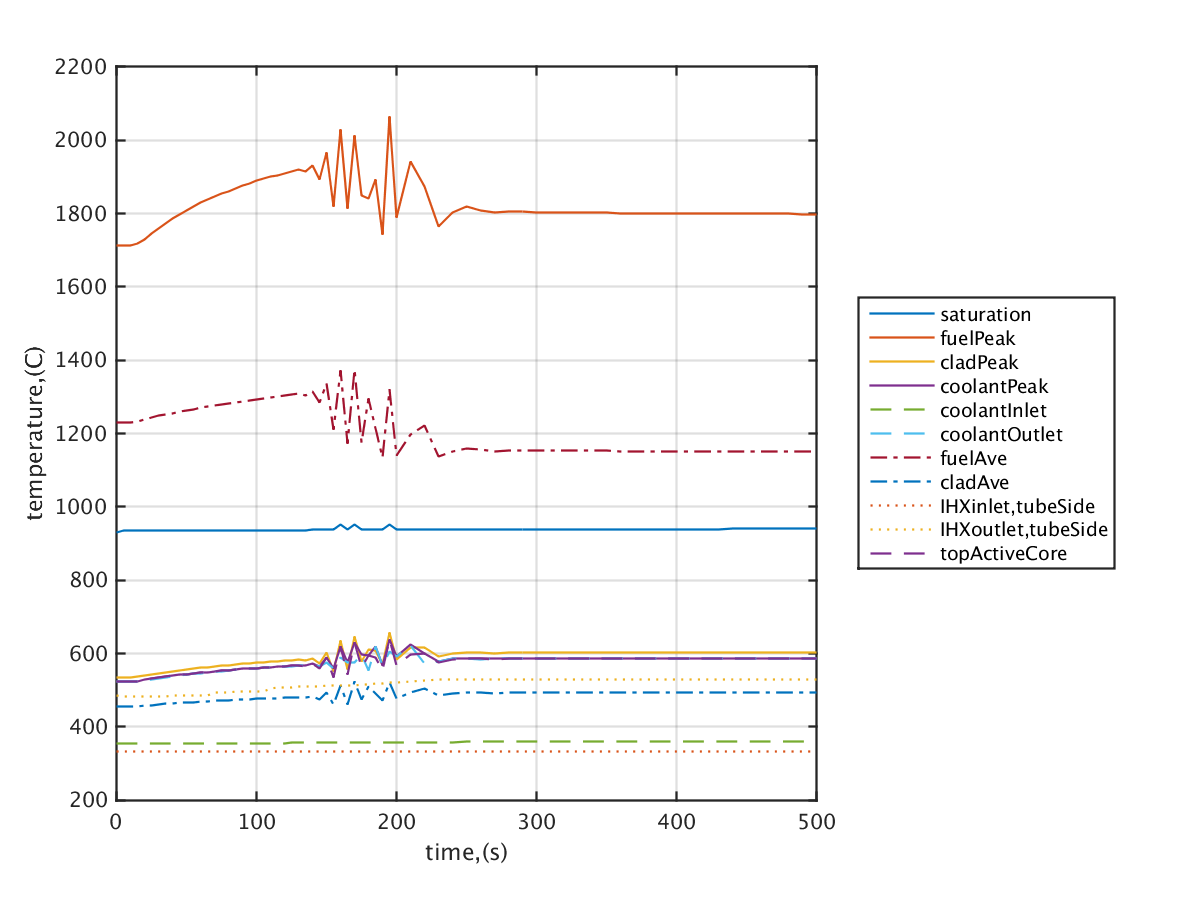 2200
2000
1800
1600
1400
1200
1000
800
600
400
200
temperature,(C)
0 100 200 300 400 500
time,(s)
saturation
fuelPeak
cladPeak
coolantPeak
coolantInlet
coolantOutlet
fuelAve
cladAve
IHXinlet,tubeSide
IHXoutlet,tubeSide
topActiveCore